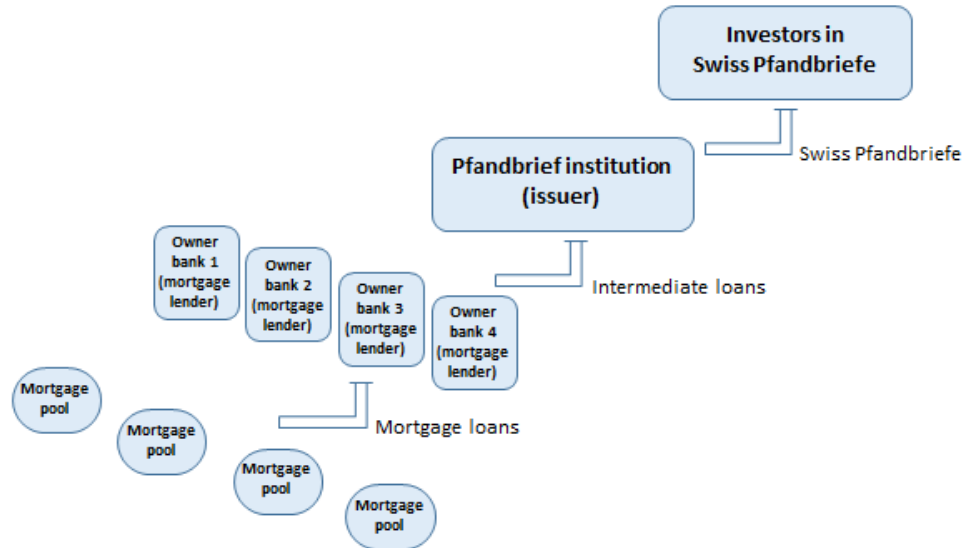 Investors in
Swiss Pfandbriefe
Swiss Pfandbriefe
Pfandbrief institution
(issuer)
Intermediate loans
Owner
bank 1
(mortgage
lender)
Owner
bank 2
(mortgage
lender)
Owner
bank 3
(mortgage
lender)
Owner
bank 4
(mortgage
lender)
Mortgage loans
Mortgage
pool
Mortgage
pool
Mortgage
pool
Mortgage
pool